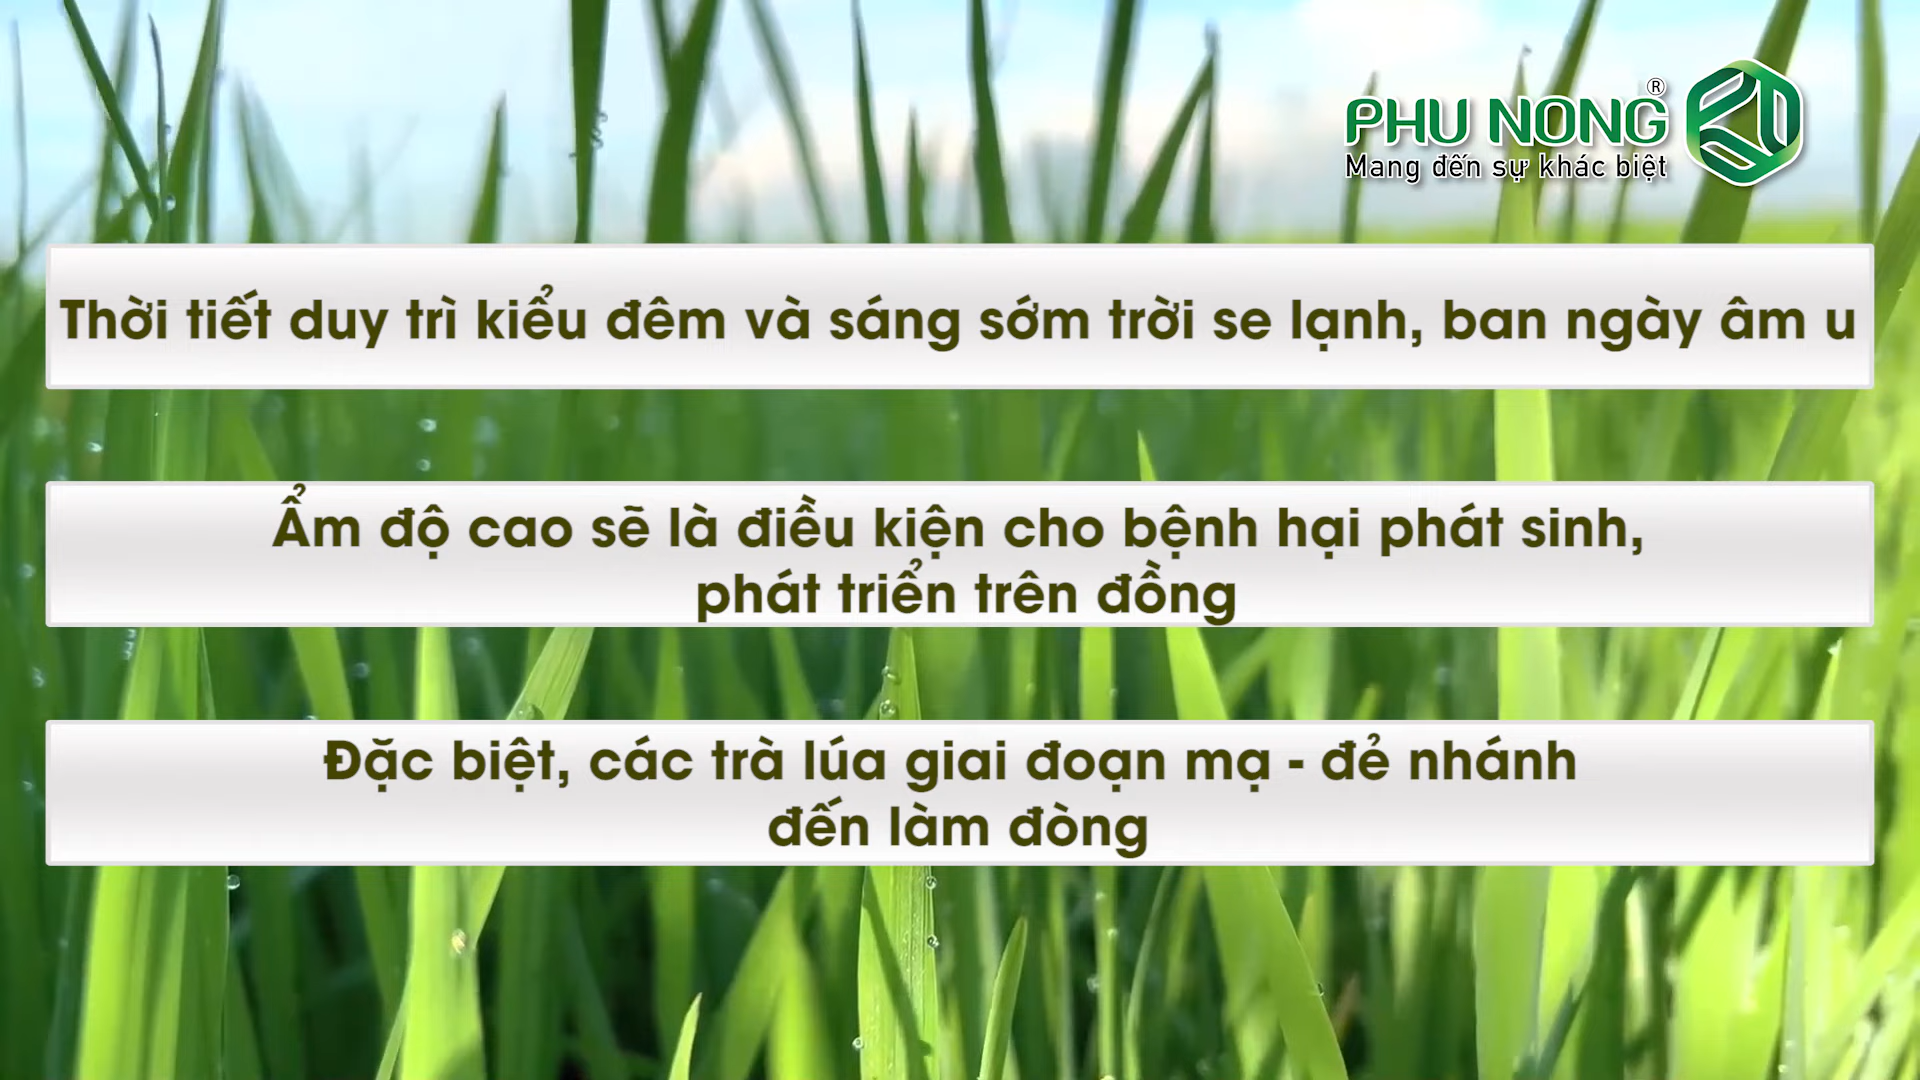 PHU NONG®
Mang đến sự khác biệt
Thời tiết duy trì kiểu đêm và sáng sớm trời se lạnh, ban ngày âm u
Ẩm độ cao sẽ là điều kiện cho bệnh hại phát sinh,
phát triển trên đồng
Đặc biệt, các trà lúa giai đoạn mạ - đẻ nhánh
đến làm đòng